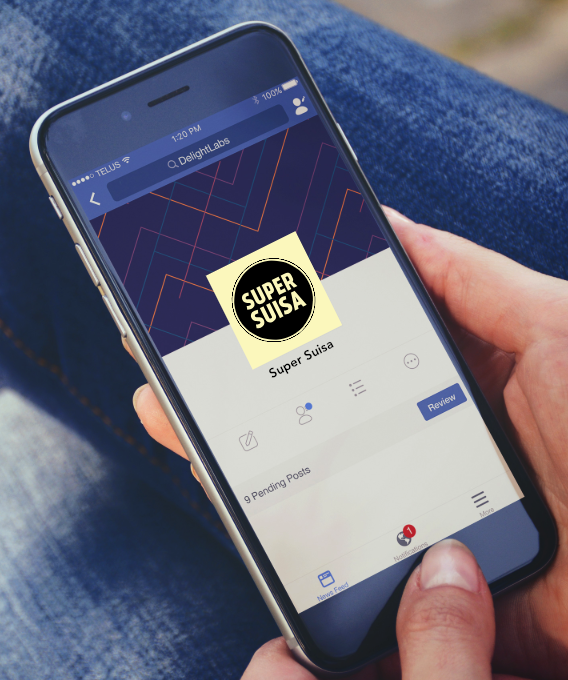 TELUS 1:20 PM 100%
DelightLabs
SUPER
SUISA
Super Suisa
Review
9 Pending Posts
1
News Feed Notifications More